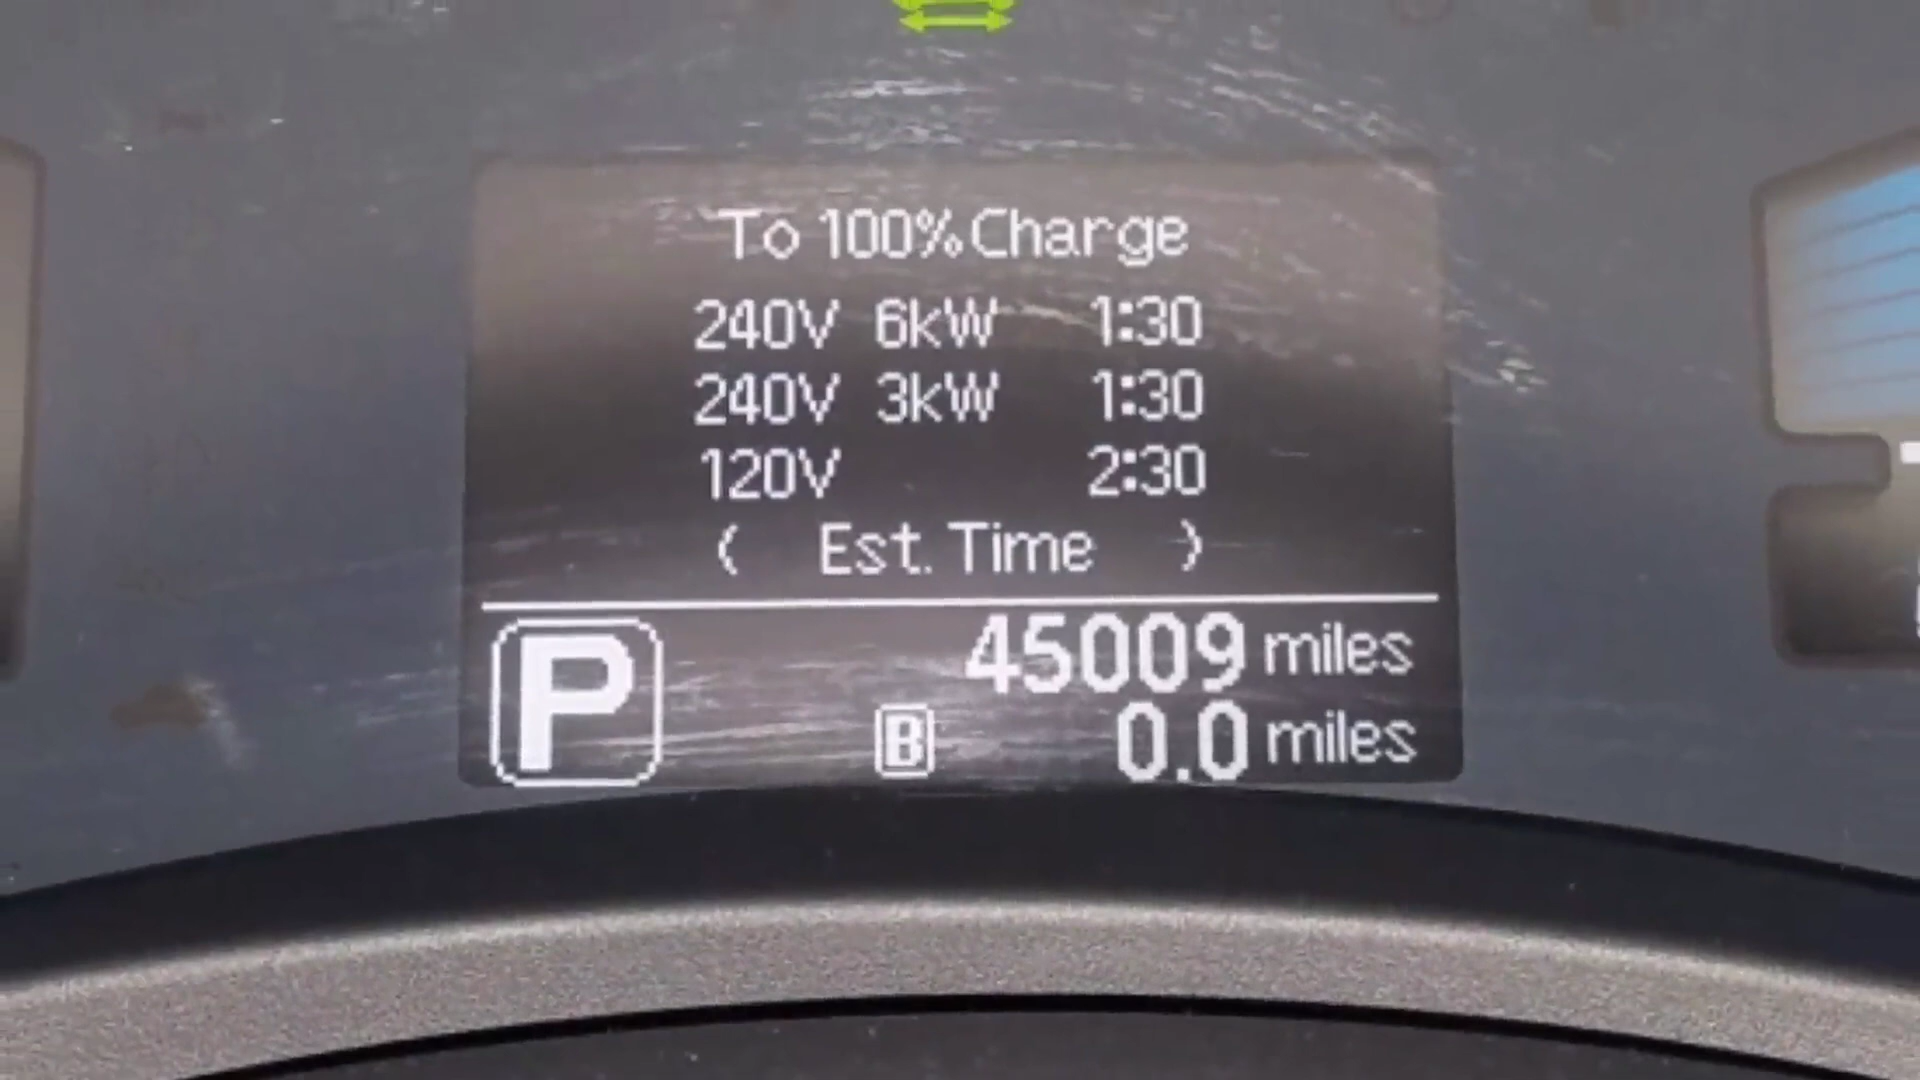 To 100% Charge
240V 6kW 1:30
240V 3kW 1:30
120V 2:30
( Est. Time )
P 45009 miles
B 0.0 miles